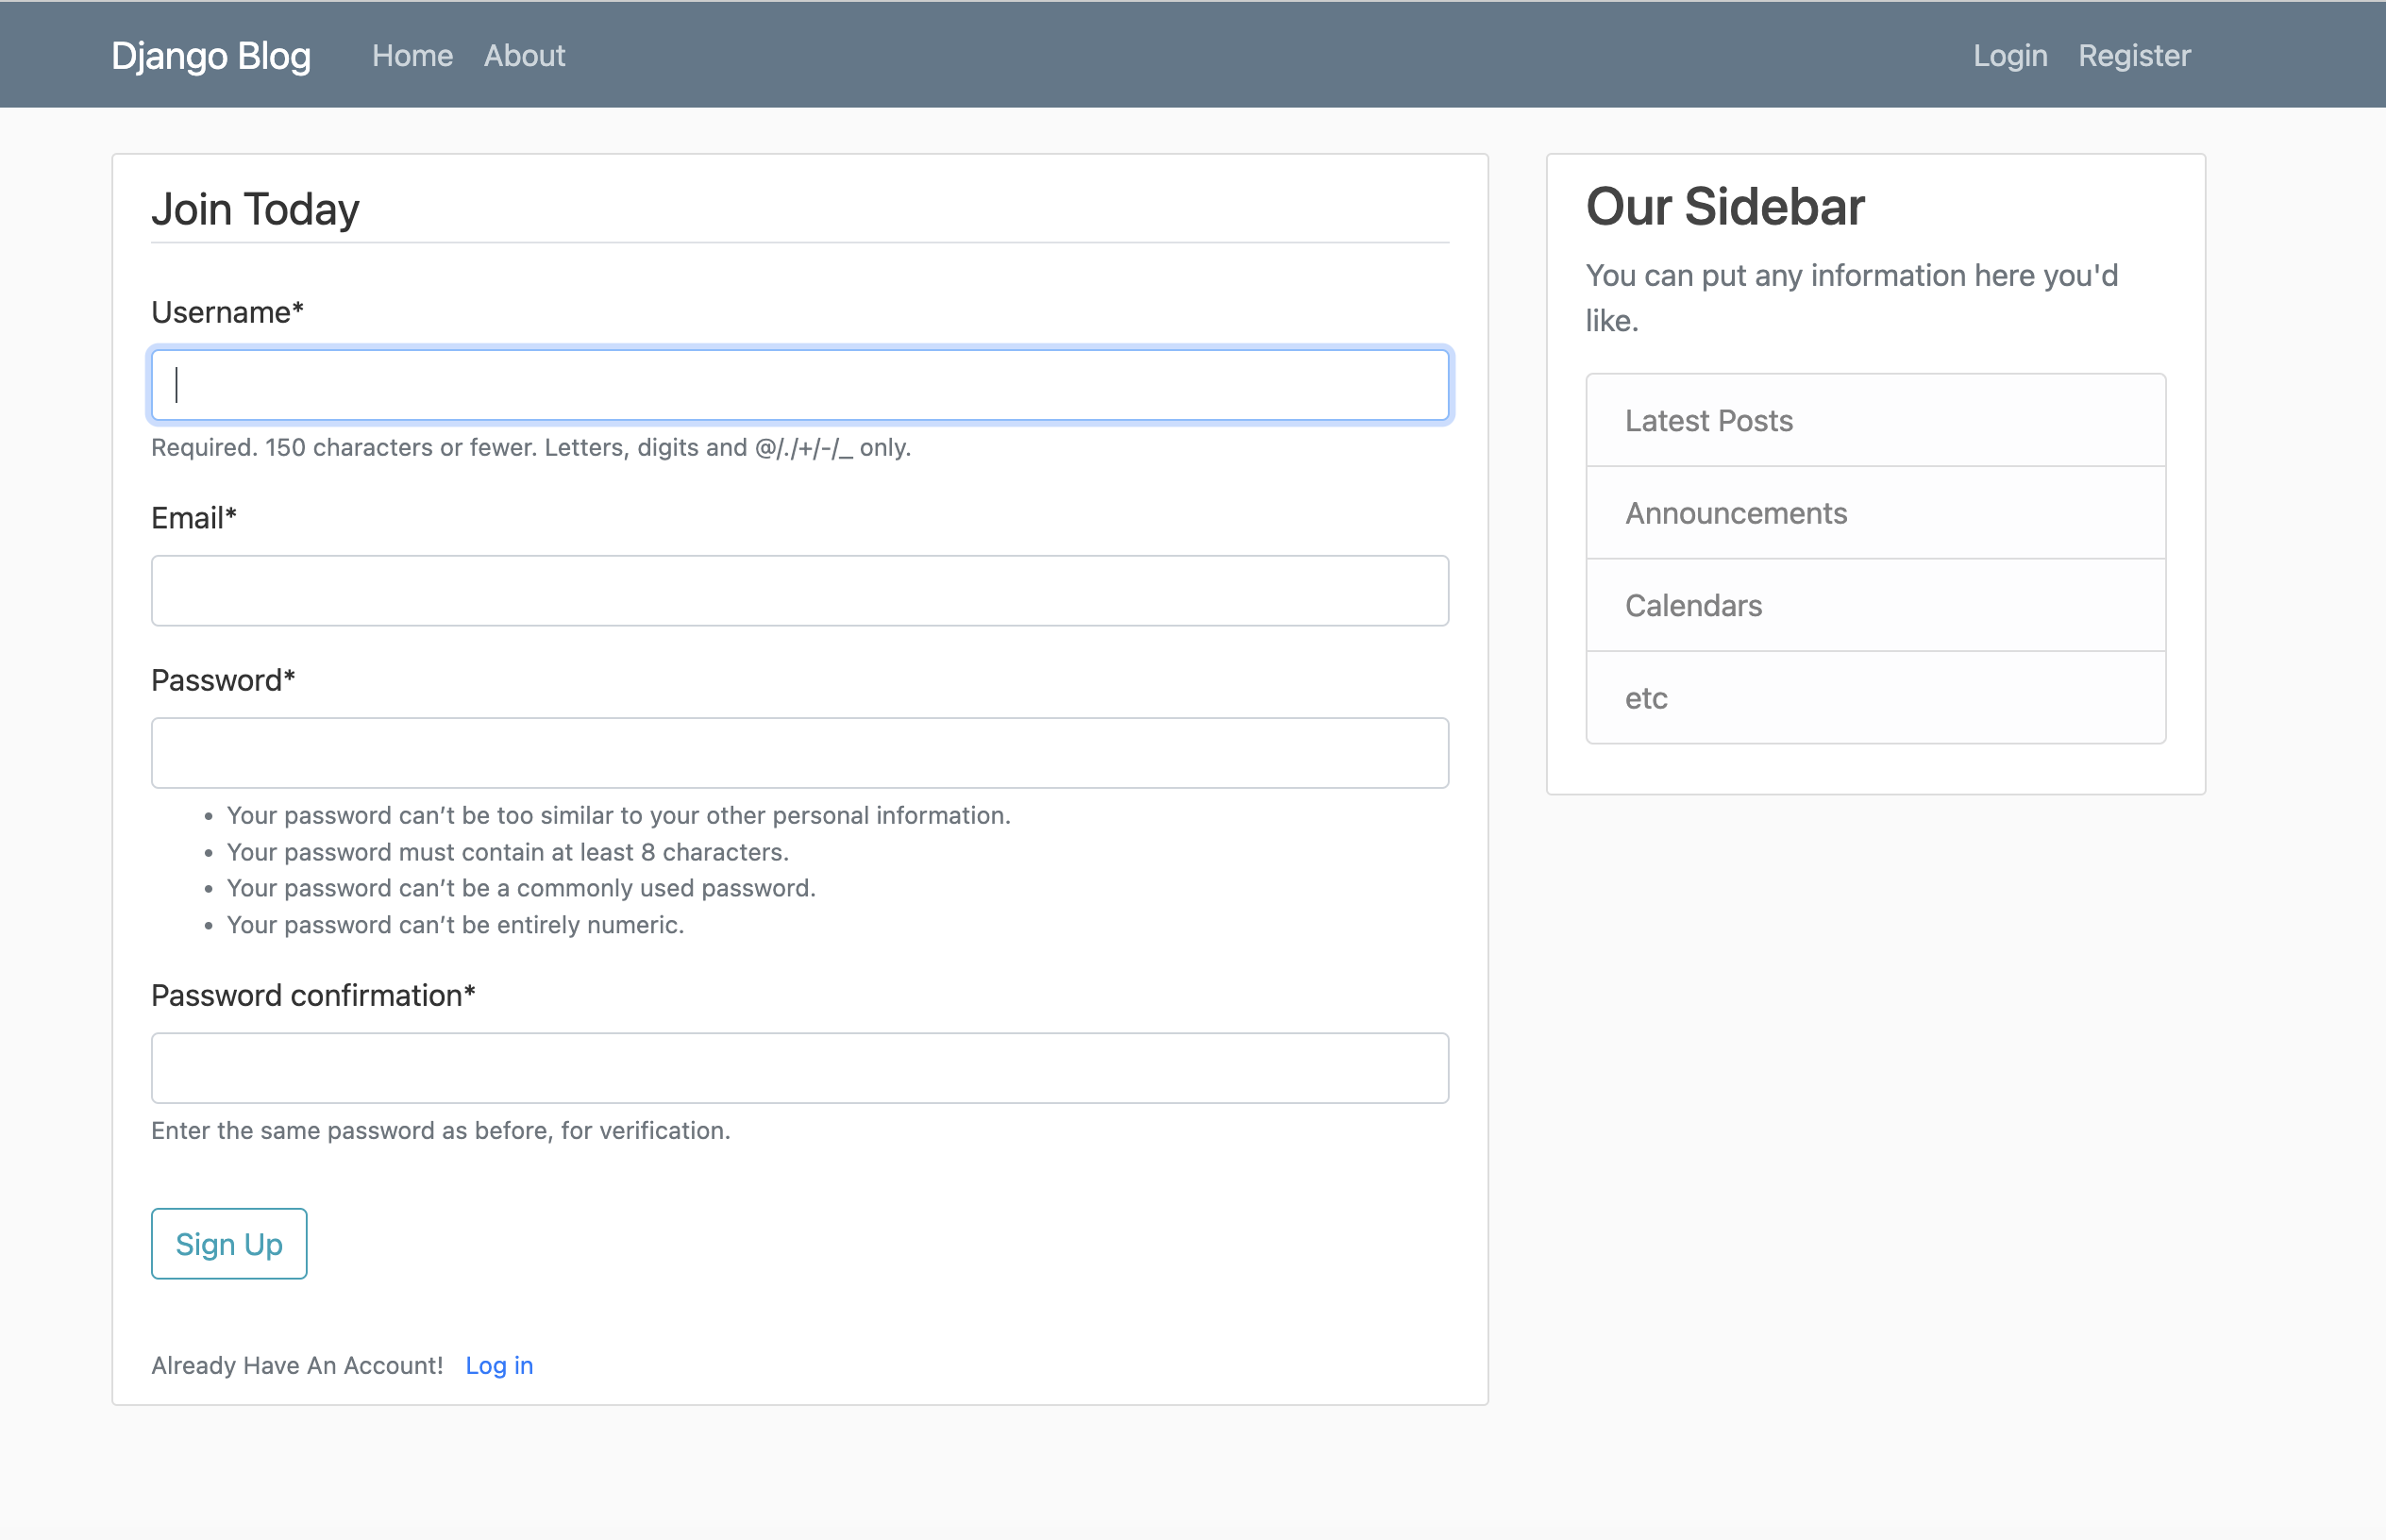 Django Blog Home About Login Register
Join Today
Username*
Required. 150 characters or fewer. Letters, digits and @/./+/-/_ only.
Email*
Password*
• Your password can’t be too similar to your other personal information.
• Your password must contain at least 8 characters.
• Your password can’t be a commonly used password.
• Your password can’t be entirely numeric.
Password confirmation*
Enter the same password as before, for verification.
Sign Up
Already Have An Account! Log in
Our Sidebar
You can put any information here you'd
like.
Latest Posts
Announcements
Calendars
etc